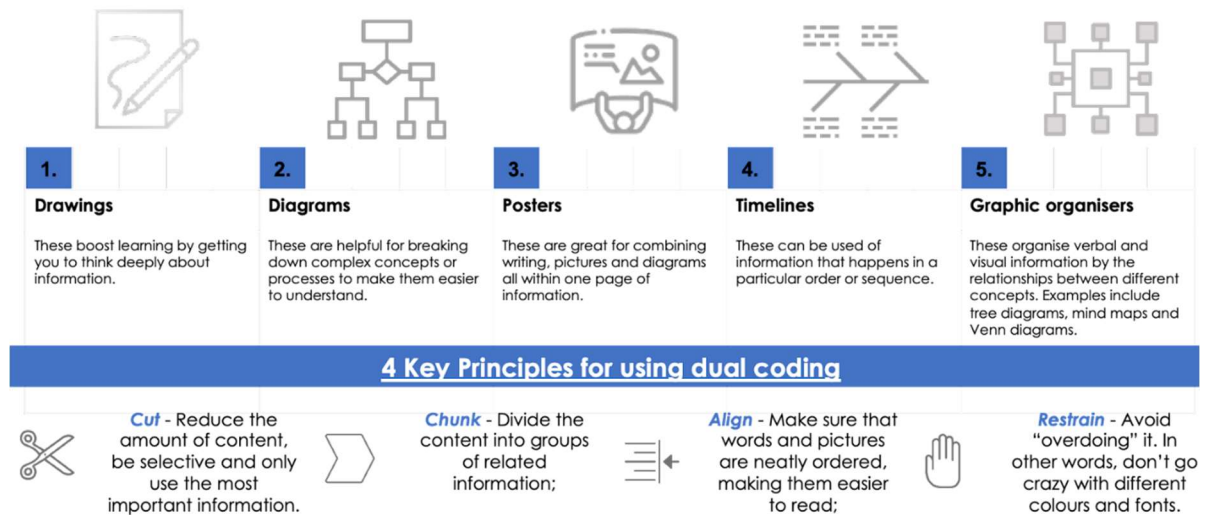 1.
Drawings
These boost learning by getting
you to think deeply about
information.
2.
Diagrams
These are helpful for breaking
down complex concepts or
processes to make them easier
to understand.
3.
Posters
These are great for combining
writing, pictures and diagrams
all within one page of
information.
4.
Timelines
These can be used of
information that happens in a
particular order or sequence.
5.
Graphic organisers
These organise verbal and
visual information by the
relationships between different
concepts. Examples include
tree diagrams, mind maps and
Venn diagrams.
4 Key Principles for using dual coding
Cut - Reduce the
amount of content,
be selective and only
use the most
important information.
Chunk - Divide the
content into groups
of related
information;
Align - Make sure that
words and pictures
are neatly ordered,
making them easier
to read;
Restrain - Avoid
“overdoing” it. In
other words, don’t go
crazy with different
colours and fonts.